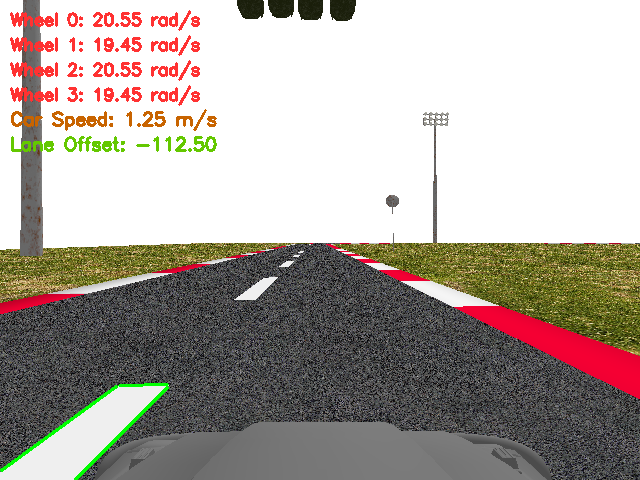 Wheel 0: 20.55 rad/s
Wheel 1: 19.45 rad/s
Wheel 2: 20.55 rad/s
Wheel 3: 19.45 rad/s
Car Speed: 1.25 m/s
Lane Offset: -112.50